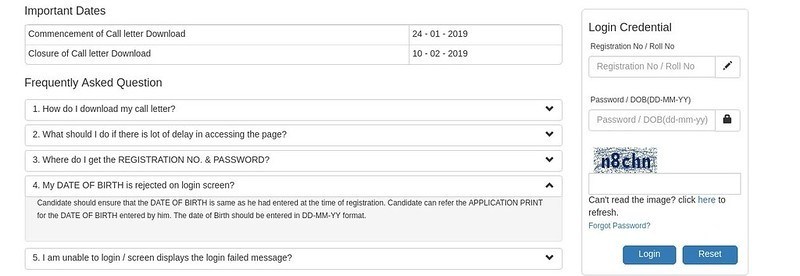 Important Dates
Commencement of Call letter Download 24 - 01 - 2019
Closure of Call letter Download 10 - 02 - 2019
Frequently Asked Question
1. How do I download my call letter?
2. What should I do if there is lot of delay in accessing the page?
3. Where do I get the REGISTRATION NO. & PASSWORD?
4. My DATE OF BIRTH is rejected on login screen?
Candidate should ensure that the DATE OF BIRTH is same as he had entered at the time of registration. Candidate can refer the APPLICATION PRINT
for the DATE OF BIRTH entered by him. The date of Birth should be entered in DD-MM-YY format.
5. I am unable to login / screen displays the login failed message?
Login Credential
Registration No / Roll No
Registration No / Roll No
Password / DOB(DD-MM-YY)
Password / DOB(dd-mm-yy)
n8chn
Can't read the image? click here to
refresh.
Forgot Password?
Login Reset